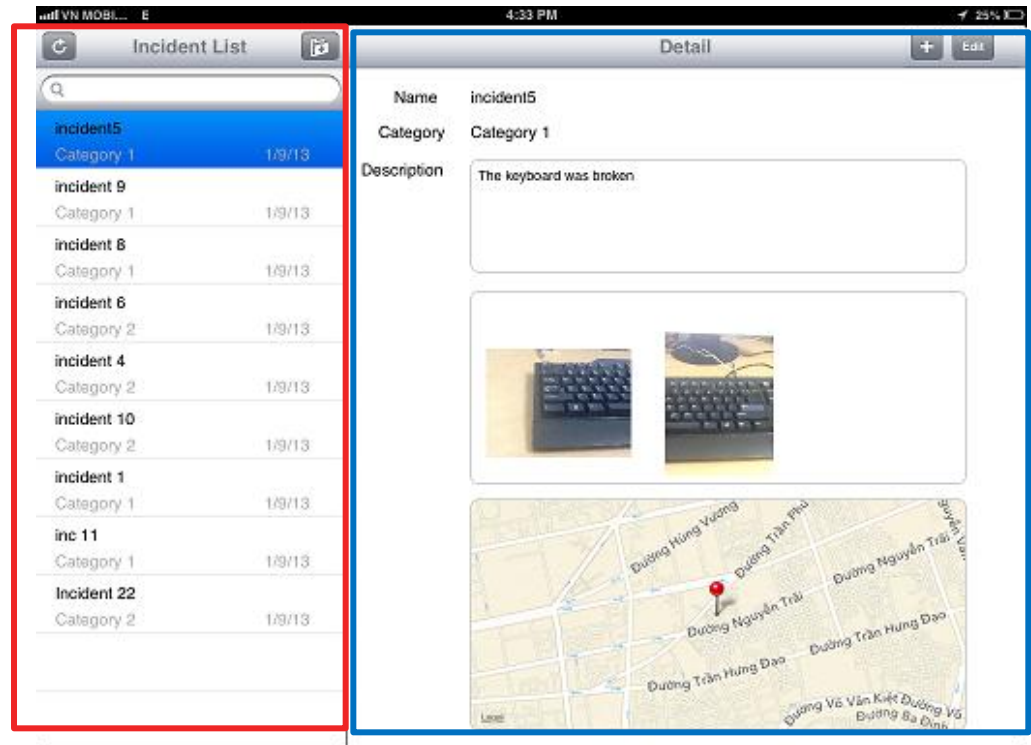 VN MOBI... E
4:33 PM
25%
Incident List
incident5
Category 1 1/9/13
incident 9
Category 1 1/9/13
incident 8
Category 1 1/9/13
incident 6
Category 2 1/9/13
incident 4
Category 2 1/9/13
incident 10
Category 2 1/9/13
incident 1
Category 1 1/9/13
inc 11
Category 1 1/9/13
Incident 22
Category 2 1/9/13
Detail
+ Edit
Name incident5
Category Category 1
Description The keyboard was broken
Đường Hùng Vương
Đường Trần Phú
Đường Nguyễn Trãi
Đường Nguyễn Trãi
Đường Trần Hưng Đạo
Đường Trần Hưng Đạo
Đường Võ Văn Kiệt Đường Võ
Legal